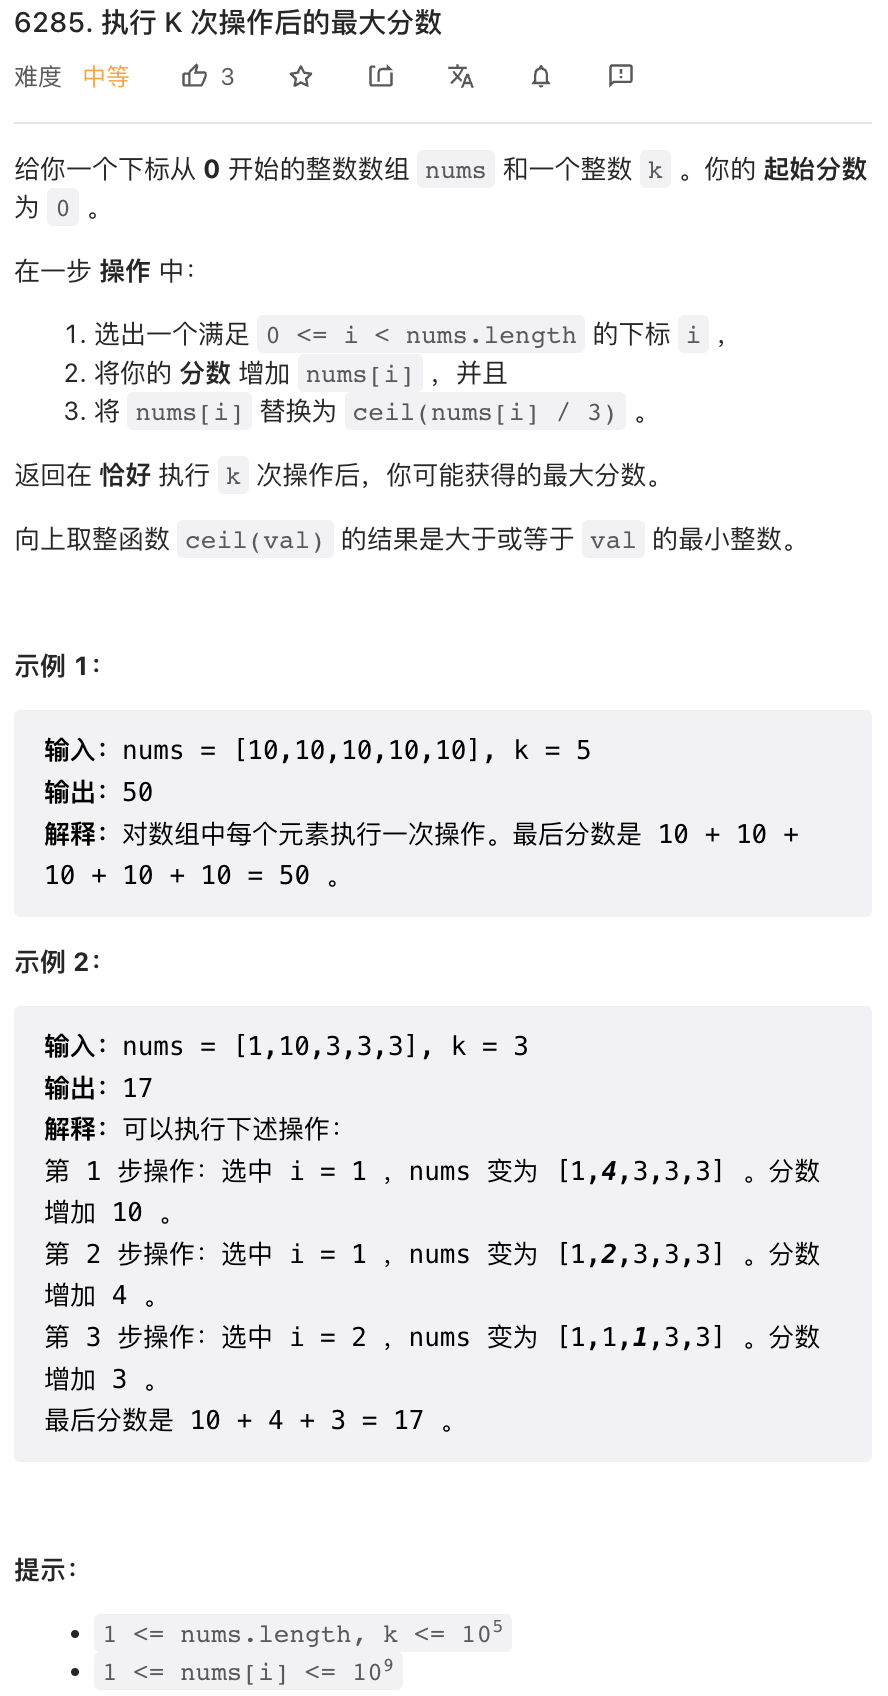 6285. 执行 K 次操作后的最大分数
难度 中等 3
给你一个下标从 0 开始的整数数组 nums 和一个整数 k 。你的 起始分数
为 0 。
在一步 操作 中：
1. 选出一个满足 0 <= i < nums.length 的下标 i ，
2. 将你的 分数 增加 nums[i] ，并且
3. 将 nums[i] 替换为 ceil(nums[i] / 3) 。
返回在 恰好 执行 k 次操作后，你可能获得的最大分数。
向上取整函数 ceil(val) 的结果是大于或等于 val 的最小整数。
示例 1：
输入：nums = [10,10,10,10,10], k = 5
输出：50
解释：对数组中每个元素执行一次操作。最后分数是 10 + 10 +
10 + 10 + 10 = 50 。
示例 2：
输入：nums = [1,10,3,3,3], k = 3
输出：17
解释：可以执行下述操作：
第 1 步操作：选中 i = 1 ，nums 变为 [1,4,3,3,3] 。分数
增加 10 。
第 2 步操作：选中 i = 1 ，nums 变为 [1,2,3,3,3] 。分数
增加 4 。
第 3 步操作：选中 i = 2 ，nums 变为 [1,1,1,3,3] 。分数
增加 3 。
最后分数是 10 + 4 + 3 = 17 。
提示：
• 1 <= nums.length, k <= 10⁵
• 1 <= nums[i] <= 10⁹